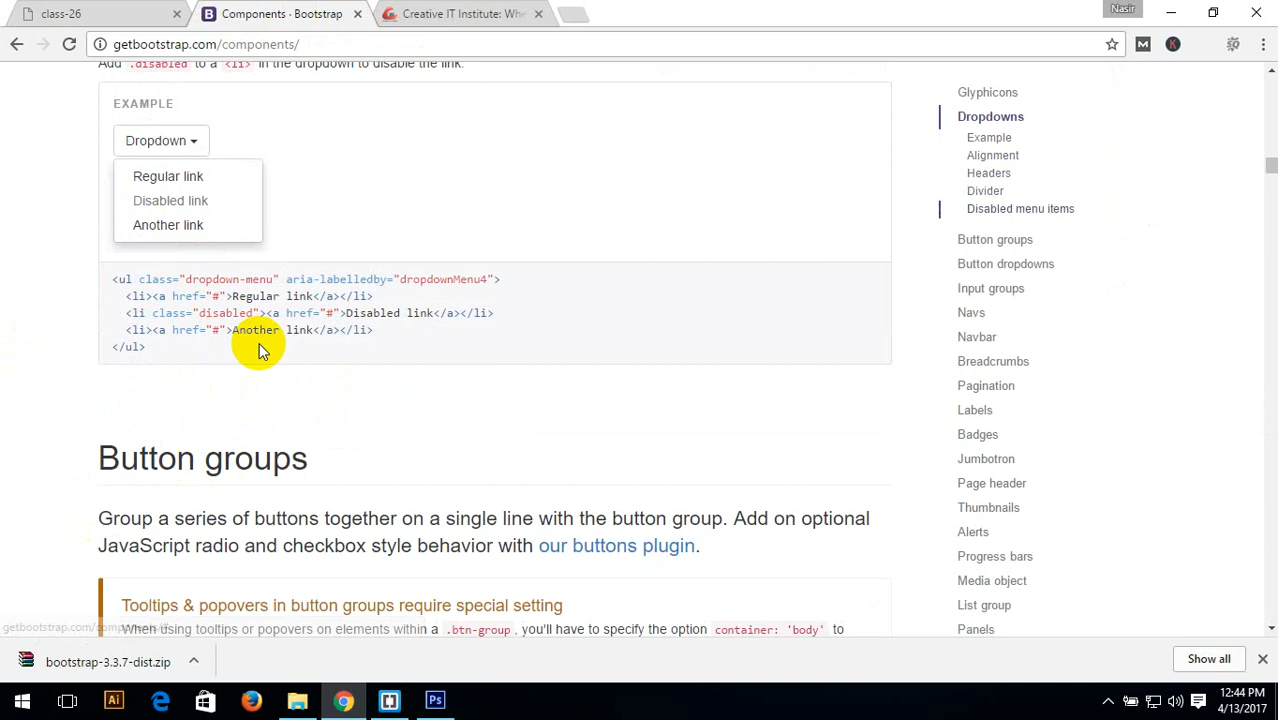 class-26
Components · Bootstrap
Creative IT Institute: Whe
Nasir
getbootstrap.com/components/
Add .disabled to a <li> in the dropdown to disable the link.
EXAMPLE
Dropdown
Regular link
Disabled link
Another link
<ul class="dropdown-menu" aria-labelledby="dropdownMenu4">
<li><a href="#">Regular link</a></li>
<li class="disabled"><a href="#">Disabled link</a></li>
<li><a href="#">Another link</a></li>
</ul>
Button groups
Group a series of buttons together on a single line with the button group. Add on optional
JavaScript radio and checkbox style behavior with our buttons plugin.
Tooltips & popovers in button groups require special setting
When using tooltips or popovers on elements within a .btn-group, you'll have to specify the option container: 'body' to
Glyphicons
Dropdowns
Example
Alignment
Headers
Divider
Disabled menu items
Button groups
Button dropdowns
Input groups
Navs
Navbar
Breadcrumbs
Pagination
Labels
Badges
Jumbotron
Page header
Thumbnails
Alerts
Progress bars
Media object
List group
Panels
getbootstrap.com/components/#
bootstrap-3.3.7-dist.zip
Show all
Ai
Ps
12:44 PM
4/13/2017